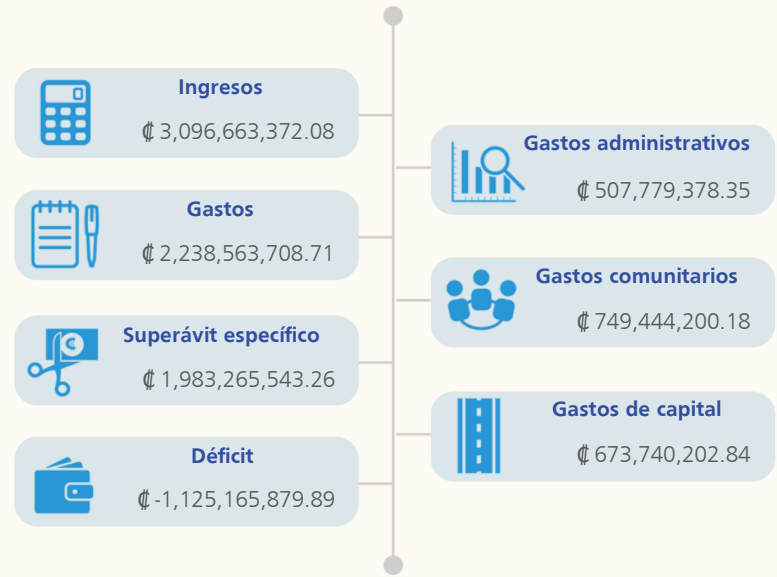 Ingresos
₡ 3,096,663,372.08
Gastos
₡ 2,238,563,708.71
Superávit específico
₡ 1,983,265,543.26
Déficit
₡ -1,125,165,879.89
Gastos administrativos
₡ 507,779,378.35
Gastos comunitarios
₡ 749,444,200.18
Gastos de capital
₡ 673,740,202.84